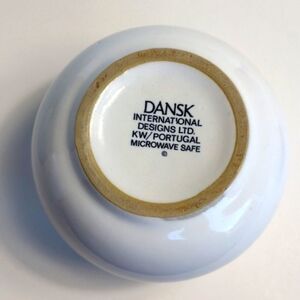 DANSK
INTERNATIONAL
DESIGNS LTD.
KW/PORTUGAL
MICROWAVE SAFE
©